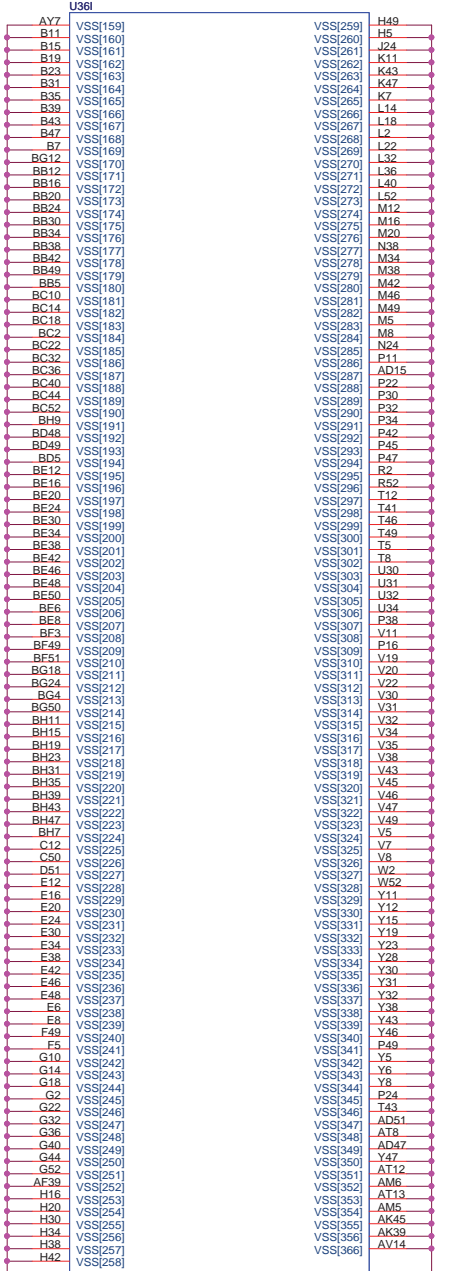 U36I
AY7 VSS[159]
B11 VSS[160]
B15 VSS[161]
B19 VSS[162]
B23 VSS[163]
B31 VSS[164]
B35 VSS[165]
B39 VSS[166]
B43 VSS[167]
B47 VSS[168]
B7 VSS[169]
BG12 VSS[170]
BB12 VSS[171]
BB16 VSS[172]
BB20 VSS[173]
BB24 VSS[174]
BB30 VSS[175]
BB34 VSS[176]
BB38 VSS[177]
BB42 VSS[178]
BB49 VSS[179]
BB5 VSS[180]
BC10 VSS[181]
BC14 VSS[182]
BC18 VSS[183]
BC2 VSS[184]
BC22 VSS[185]
BC32 VSS[186]
BC36 VSS[187]
BC40 VSS[188]
BC44 VSS[189]
BC52 VSS[190]
BH9 VSS[191]
BD48 VSS[192]
BD49 VSS[193]
BD5 VSS[194]
BE12 VSS[195]
BE16 VSS[196]
BE20 VSS[197]
BE24 VSS[198]
BE30 VSS[199]
BE34 VSS[200]
BE38 VSS[201]
BE42 VSS[202]
BE46 VSS[203]
BE48 VSS[204]
BE50 VSS[205]
BE6 VSS[206]
BE8 VSS[207]
BF3 VSS[208]
BF49 VSS[209]
BF51 VSS[210]
BG18 VSS[211]
BG24 VSS[212]
BG4 VSS[213]
BG50 VSS[214]
BH11 VSS[215]
BH15 VSS[216]
BH19 VSS[217]
BH23 VSS[218]
BH31 VSS[219]
BH35 VSS[220]
BH39 VSS[221]
BH43 VSS[222]
BH47 VSS[223]
BH7 VSS[224]
C12 VSS[225]
C50 VSS[226]
D51 VSS[227]
E12 VSS[228]
E16 VSS[229]
E20 VSS[230]
E24 VSS[231]
E30 VSS[232]
E34 VSS[233]
E38 VSS[234]
E42 VSS[235]
E46 VSS[236]
E48 VSS[237]
E6 VSS[238]
E8 VSS[239]
F49 VSS[240]
F5 VSS[241]
G10 VSS[242]
G14 VSS[243]
G18 VSS[244]
G2 VSS[245]
G22 VSS[246]
G32 VSS[247]
G36 VSS[248]
G40 VSS[249]
G44 VSS[250]
G52 VSS[251]
AF39 VSS[252]
H16 VSS[253]
H20 VSS[254]
H30 VSS[255]
H34 VSS[256]
H38 VSS[257]
H42 VSS[258]
VSS[259] H49
VSS[260] H5
VSS[261] J24
VSS[262] K11
VSS[263] K43
VSS[264] K47
VSS[265] K7
VSS[266] L14
VSS[267] L18
VSS[268] L2
VSS[269] L22
VSS[270] L32
VSS[271] L36
VSS[272] L40
VSS[273] L52
VSS[274] M12
VSS[275] M16
VSS[276] M20
VSS[277] N38
VSS[278] M34
VSS[279] M38
VSS[280] M42
VSS[281] M46
VSS[282] M49
VSS[283] M5
VSS[284] M8
VSS[285] N24
VSS[286] P11
VSS[287] AD15
VSS[288] P22
VSS[289] P30
VSS[290] P32
VSS[291] P34
VSS[292] P42
VSS[293] P45
VSS[294] P47
VSS[295] R2
VSS[296] R52
VSS[297] T12
VSS[298] T41
VSS[299] T46
VSS[300] T49
VSS[301] T5
VSS[302] T8
VSS[303] U30
VSS[304] U31
VSS[305] U32
VSS[306] U34
VSS[307] P38
VSS[308] V11
VSS[309] P16
VSS[310] V19
VSS[311] V20
VSS[312] V22
VSS[313] V30
VSS[314] V31
VSS[315] V32
VSS[316] V34
VSS[317] V35
VSS[318] V38
VSS[319] V43
VSS[320] V45
VSS[321] V46
VSS[322] V47
VSS[323] V49
VSS[324] V5
VSS[325] V7
VSS[326] V8
VSS[327] W2
VSS[328] W52
VSS[329] Y11
VSS[330] Y12
VSS[331] Y15
VSS[332] Y19
VSS[333] Y23
VSS[334] Y28
VSS[335] Y30
VSS[336] Y31
VSS[337] Y32
VSS[338] Y38
VSS[339] Y43
VSS[340] Y46
VSS[341] P49
VSS[342] Y5
VSS[343] Y6
VSS[344] Y8
VSS[345] P24
VSS[346] T43
VSS[347] AD51
VSS[348] AT8
VSS[349] AD47
VSS[350] Y47
VSS[351] AT12
VSS[352] AM6
VSS[353] AT13
VSS[354] AM5
VSS[355] AK45
VSS[356] AK39
VSS[366] AV14